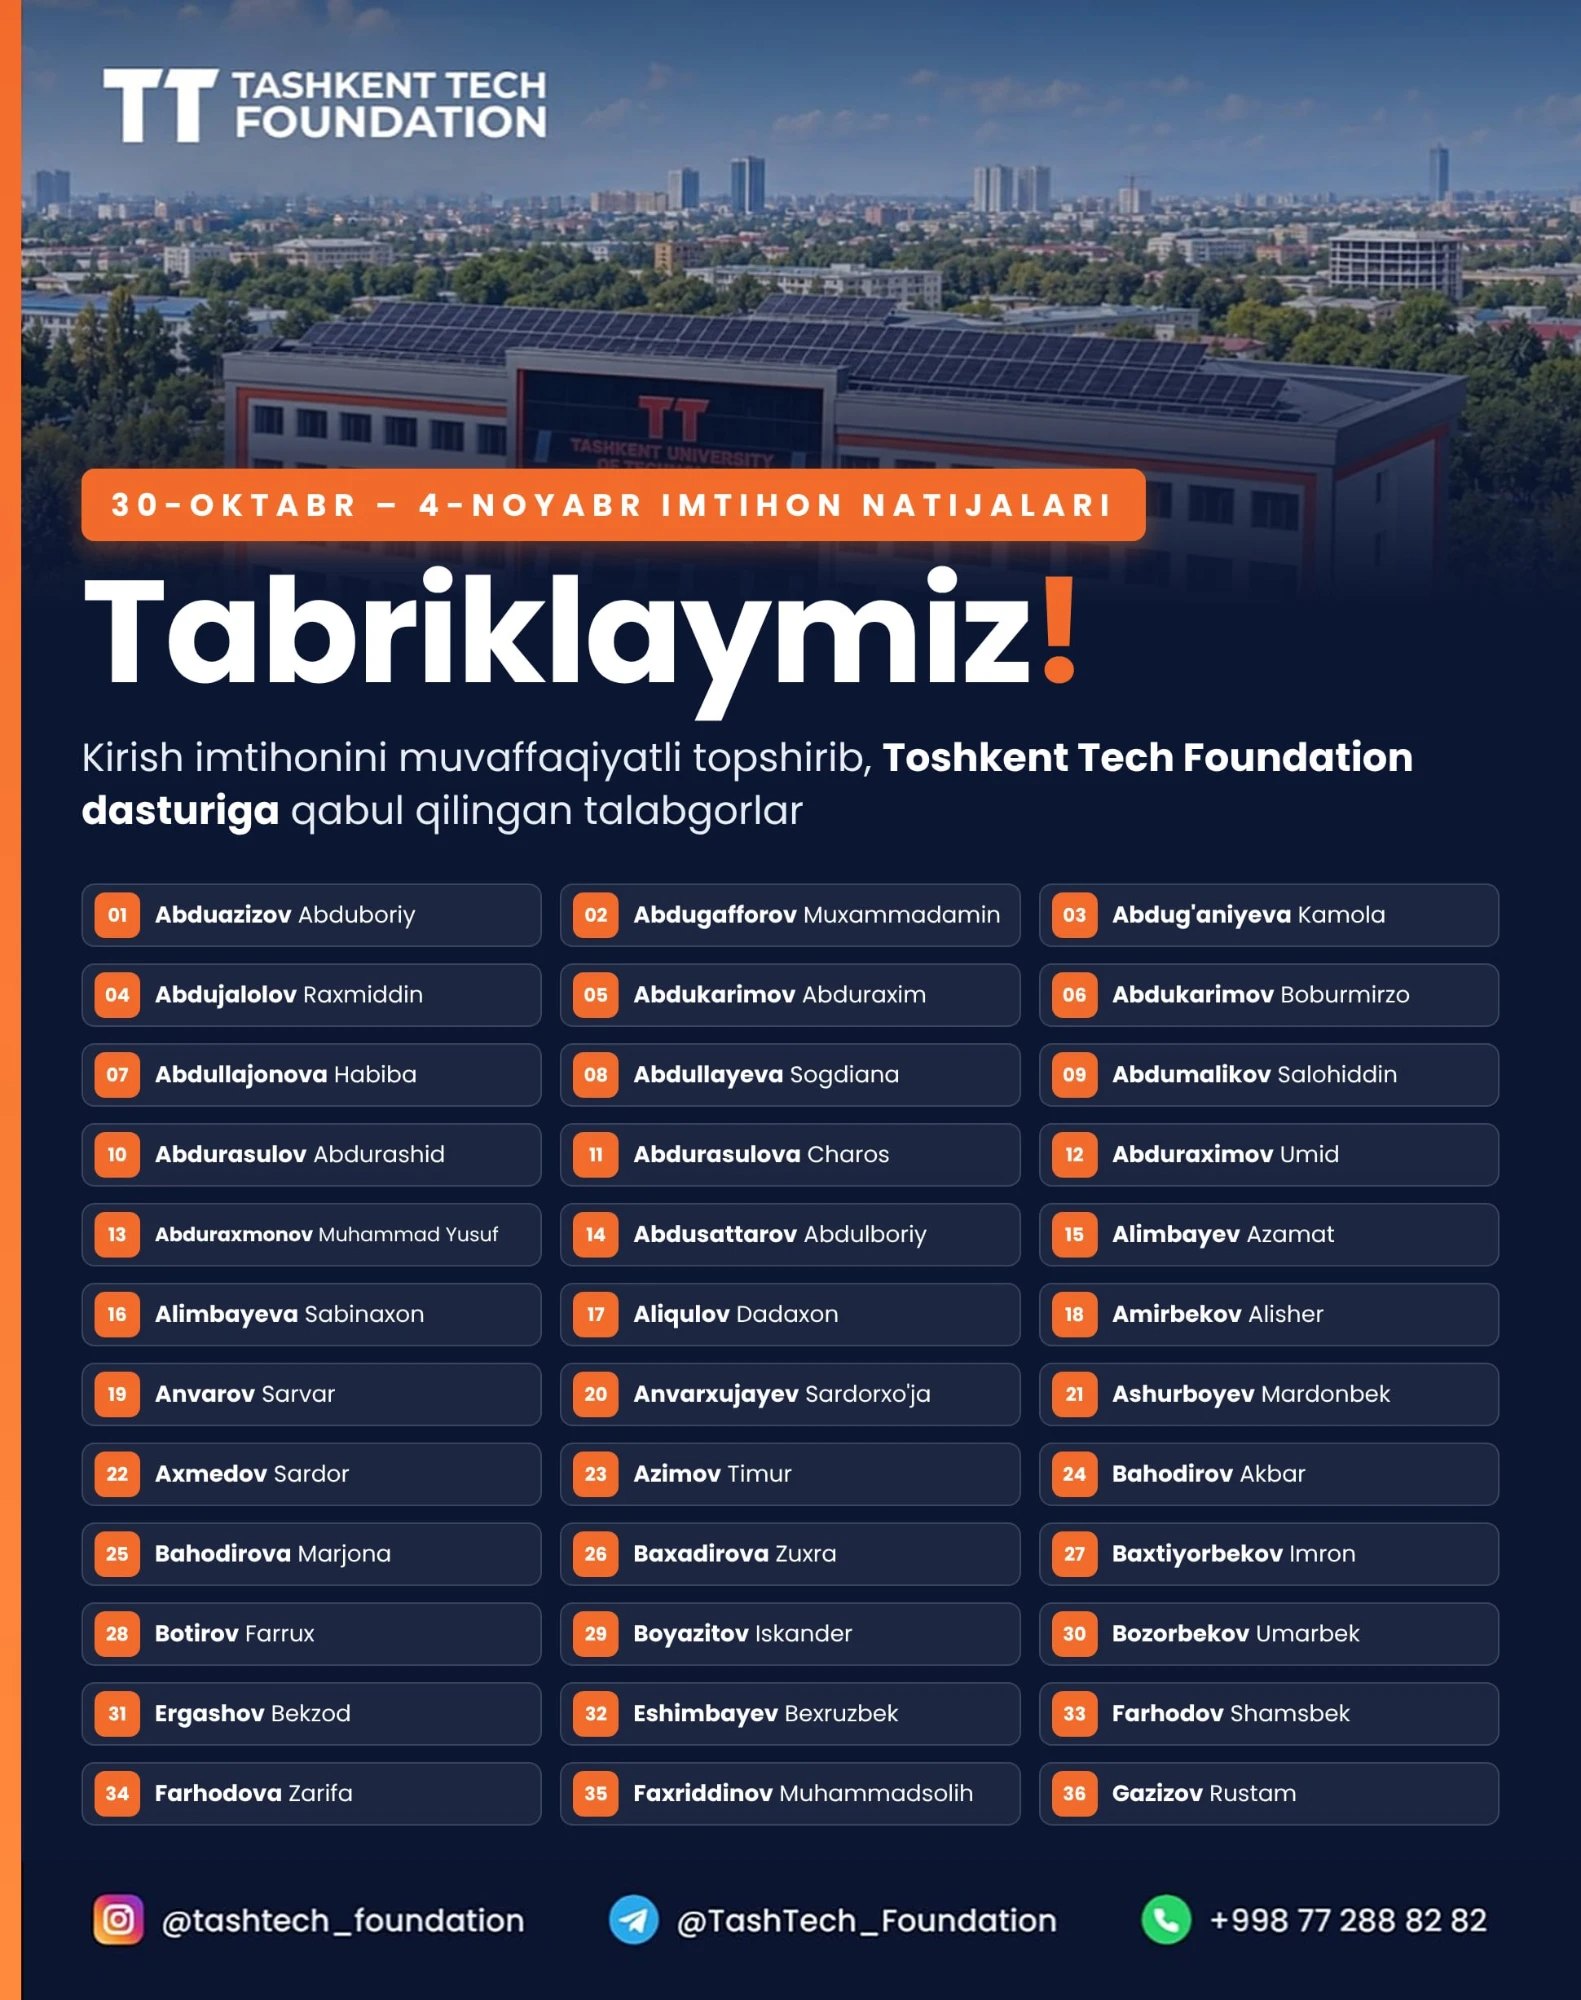 TT TASHKENT TECH
FOUNDATION
TT
TASHKENT UNIVERSITY
30-OKTABR – 4-NOYABR IMTIHON NATIJALARI
Tabriklaymiz!
Kirish imtihonini muvaffaqiyatli topshirib, Toshkent Tech Foundation
dasturiga qabul qilingan talabgorlar
01 Abduazizov Abduboriy
02 Abdugafforov Muxammadamin
03 Abdug'aniyeva Kamola
04 Abdujalolov Raxmiddin
05 Abdukarimov Abduraxim
06 Abdukarimov Boburmirzo
07 Abdullajonova Habiba
08 Abdullayeva Sogdiana
09 Abdumalikov Salohiddin
10 Abdurasulov Abdurashid
11 Abdurasulova Charos
12 Abduraximov Umid
13 Abduraxmonov Muhammad Yusuf
14 Abdusattarov Abdulboriy
15 Alimbayev Azamat
16 Alimbayeva Sabinaxon
17 Aliqulov Dadaxon
18 Amirbekov Alisher
19 Anvarov Sarvar
20 Anvarxujayev Sardorxo'ja
21 Ashurboyev Mardonbek
22 Axmedov Sardor
23 Azimov Timur
24 Bahodirov Akbar
25 Bahodirova Marjona
26 Baxadirova Zuxra
27 Baxtiyorbekov Imron
28 Botirov Farrux
29 Boyazitov Iskander
30 Bozorbekov Umarbek
31 Ergashov Bekzod
32 Eshimbayev Bexruzbek
33 Farhodov Shamsbek
34 Farhodova Zarifa
35 Faxriddinov Muhammadsolih
36 Gazizov Rustam
@tashtech_foundation
@TashTech_Foundation
+998 77 288 82 82